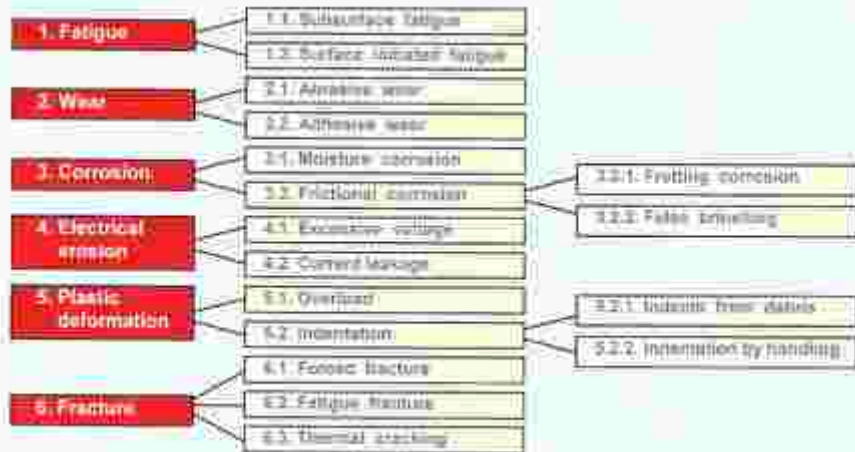 1. Fatigue
1.1. Subsurface fatigue
1.2. Surface initiated fatigue
2. Wear
2.1. Abrasive wear
2.2. Adhesive wear
3. Corrosion
3.1. Moisture corrosion
3.2. Frictional corrosion
3.2.1. Fretting corrosion
3.2.2. False brinelling
4. Electrical
erosion
4.1. Excessive voltage
4.2. Current leakage
5. Plastic
deformation
5.1. Overload
5.2. Indentation
5.2.1. Indents from debris
5.2.2. Indentation by handling
6. Fracture
6.1. Forced fracture
6.2. Fatigue fracture
6.3. Thermal cracking